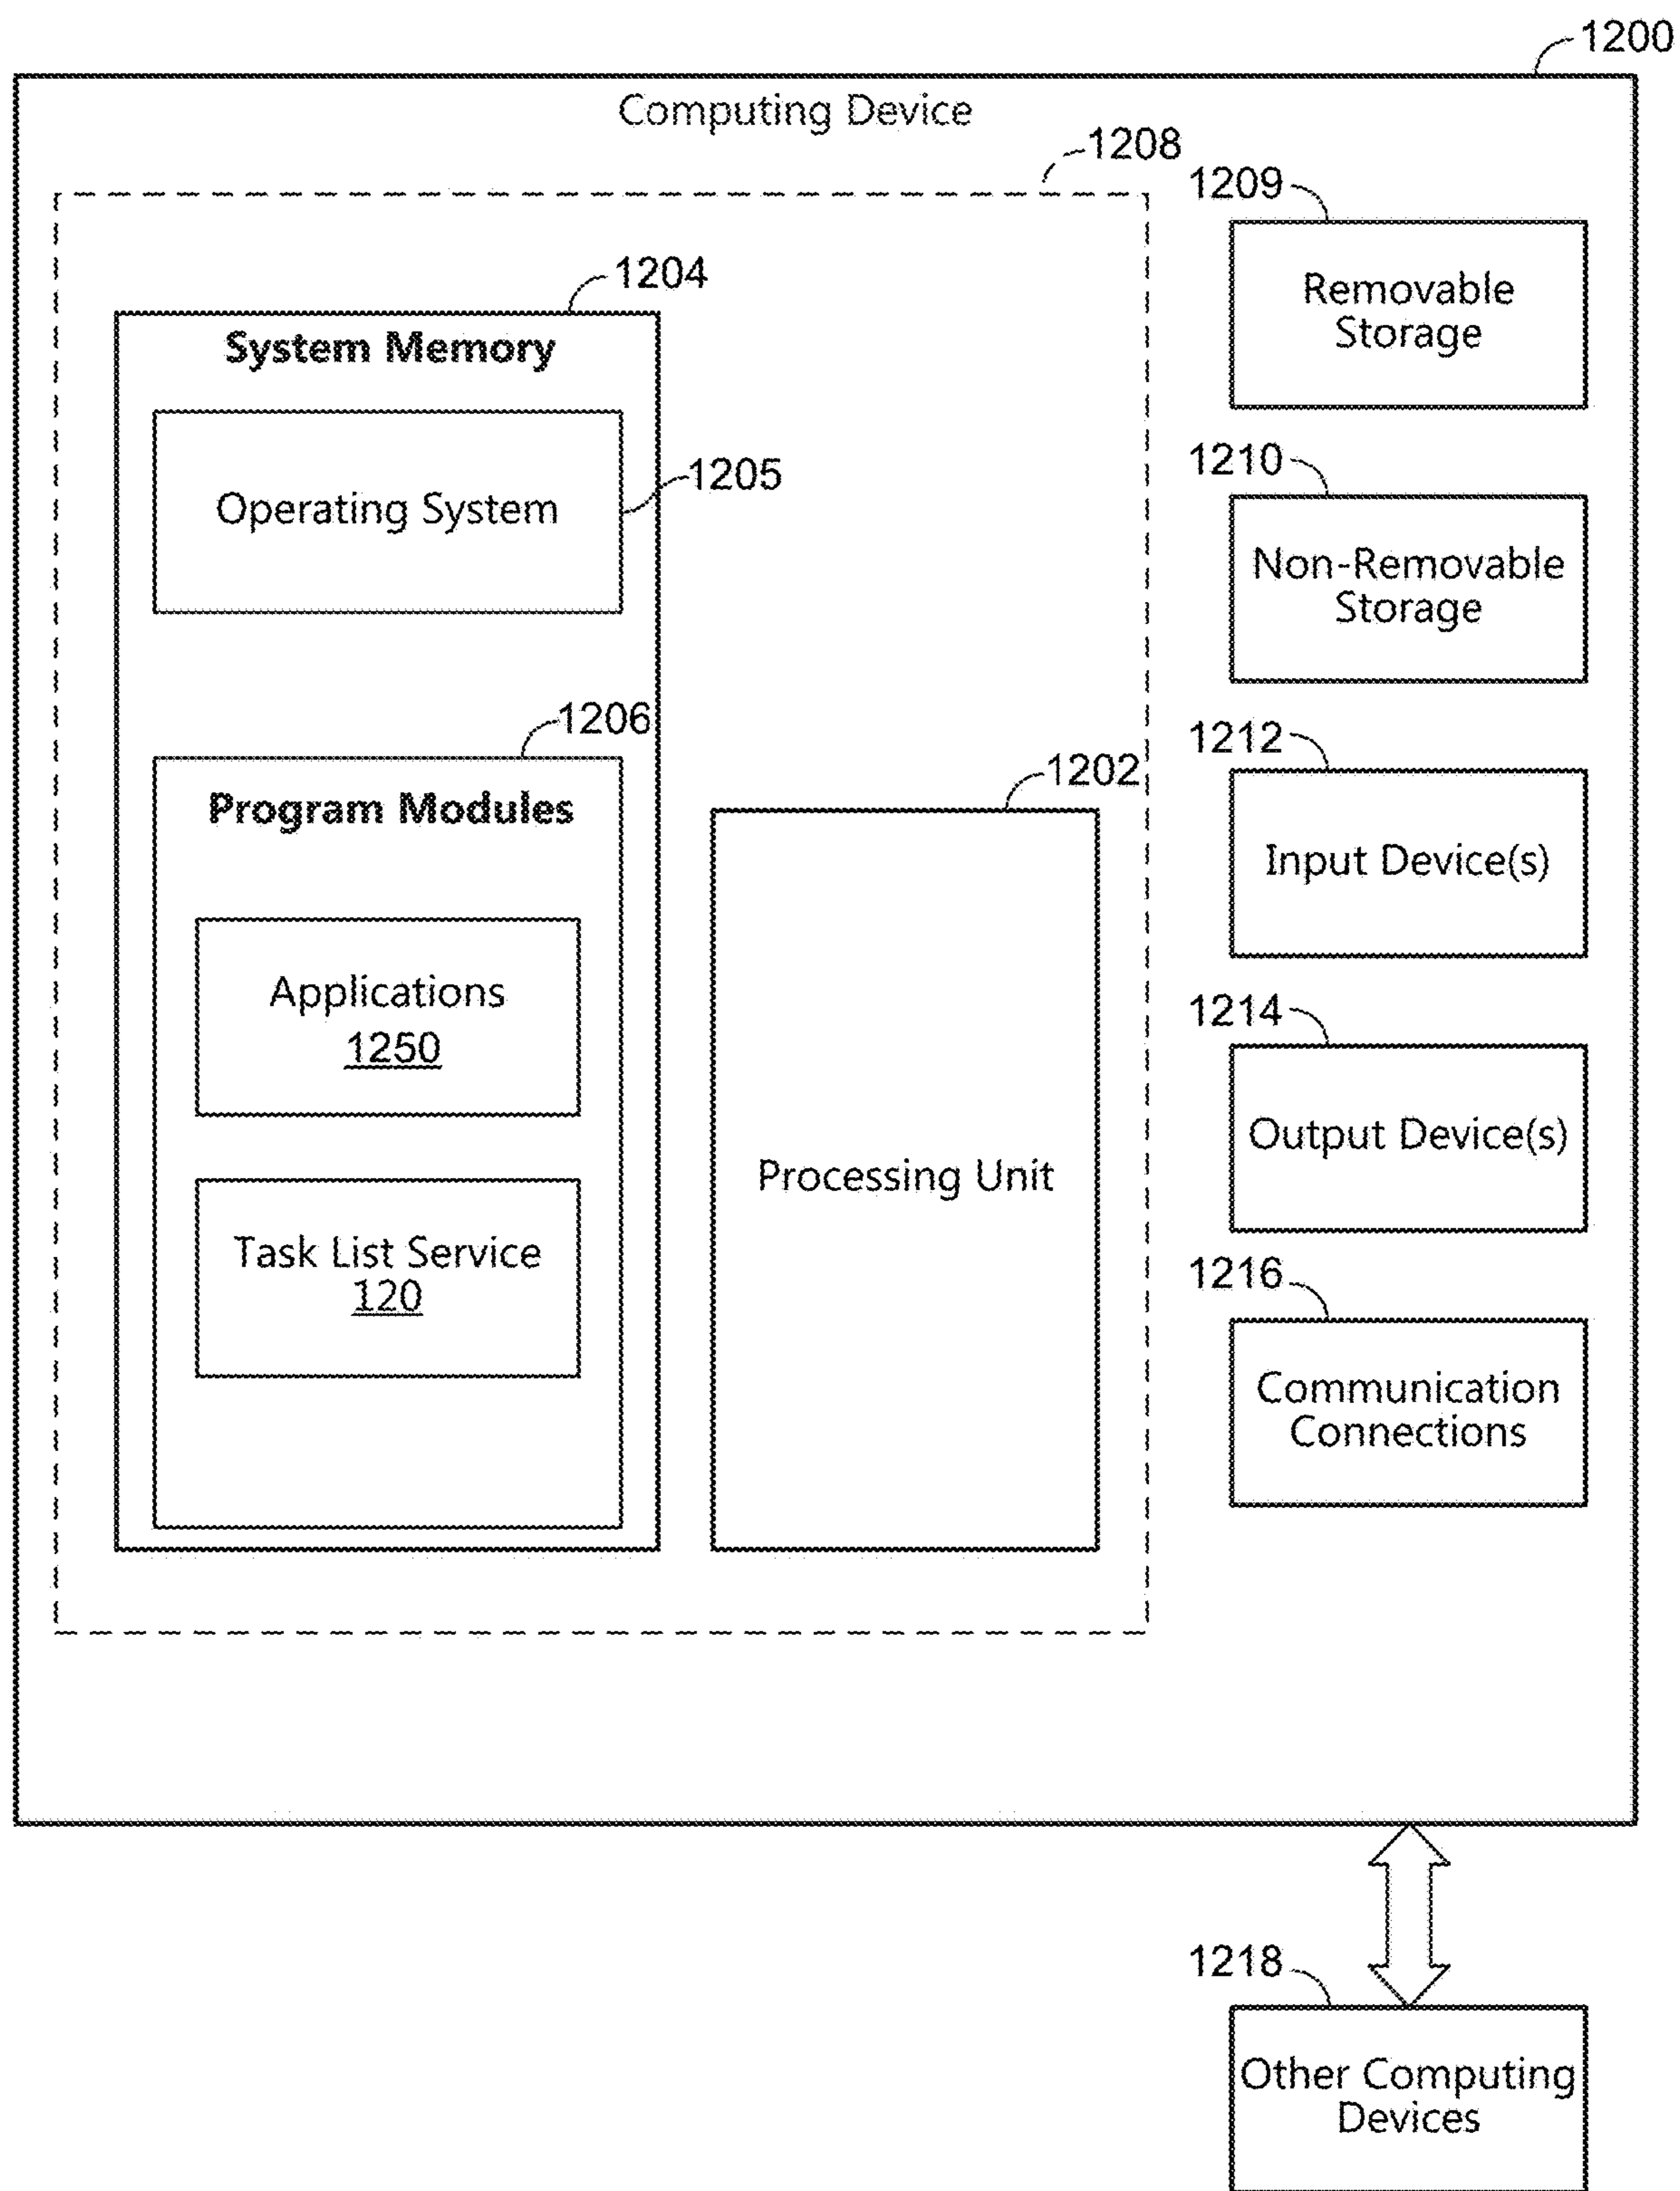 1200
Computing Device
1208
1209
Removable
Storage
1204
System Memory
Operating System
1205
1210
Non-Removable
Storage
1206
Program Modules
1202
1212
Input Device(s)
Applications
1250
Processing Unit
1214
Output Device(s)
Task List Service
120
1216
Communication
Connections
1218
Other Computing
Devices